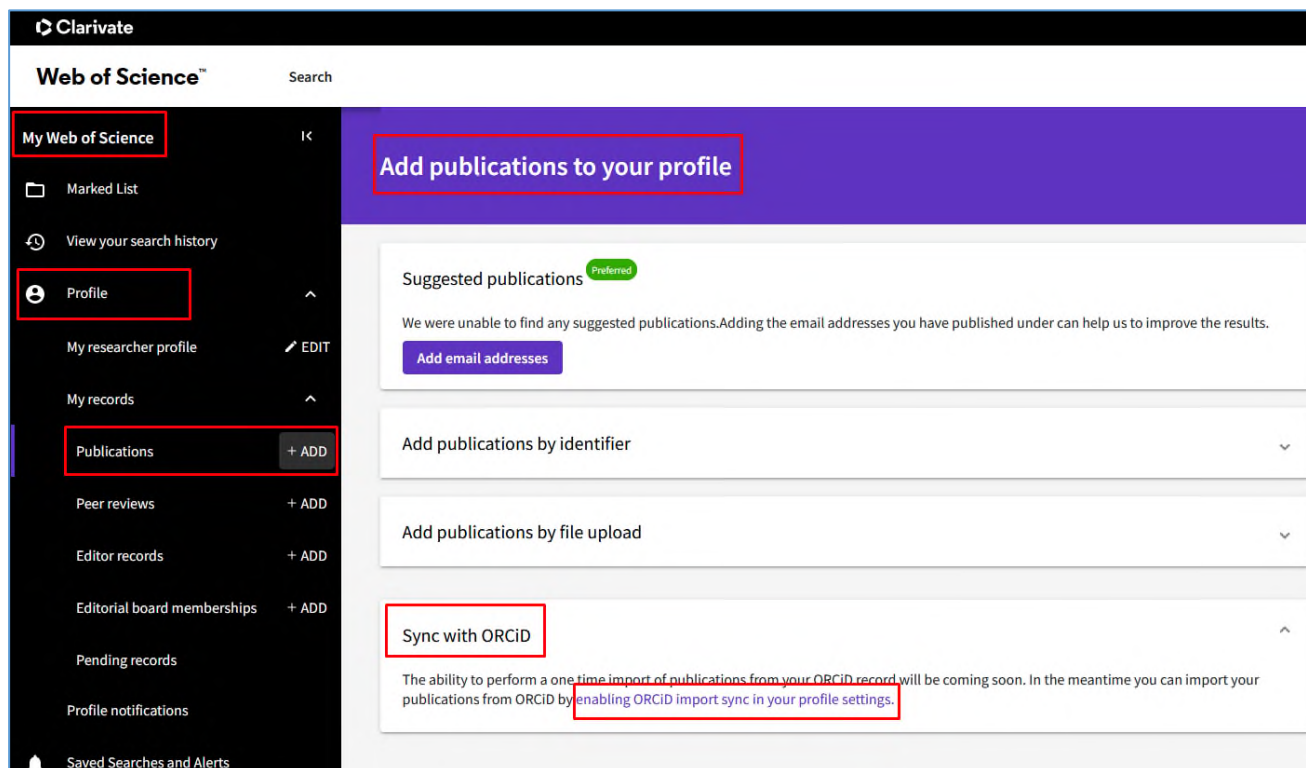 Clarivate
Web of Science™
Search
My Web of Science
Marked List
View your search history
Profile
My researcher profile
EDIT
My records
Publications
+ ADD
Peer reviews
+ ADD
Editor records
+ ADD
Editorial board memberships
+ ADD
Pending records
Profile notifications
Saved Searches and Alerts
Add publications to your profile
Suggested publications Preferred
We were unable to find any suggested publications.Adding the email addresses you have published under can help us to improve the results.
Add email addresses
Add publications by identifier
Add publications by file upload
Sync with ORCiD
The ability to perform a one time import of publications from your ORCiD record will be coming soon. In the meantime you can import your
publications from ORCiD by enabling ORCiD import sync in your profile settings.